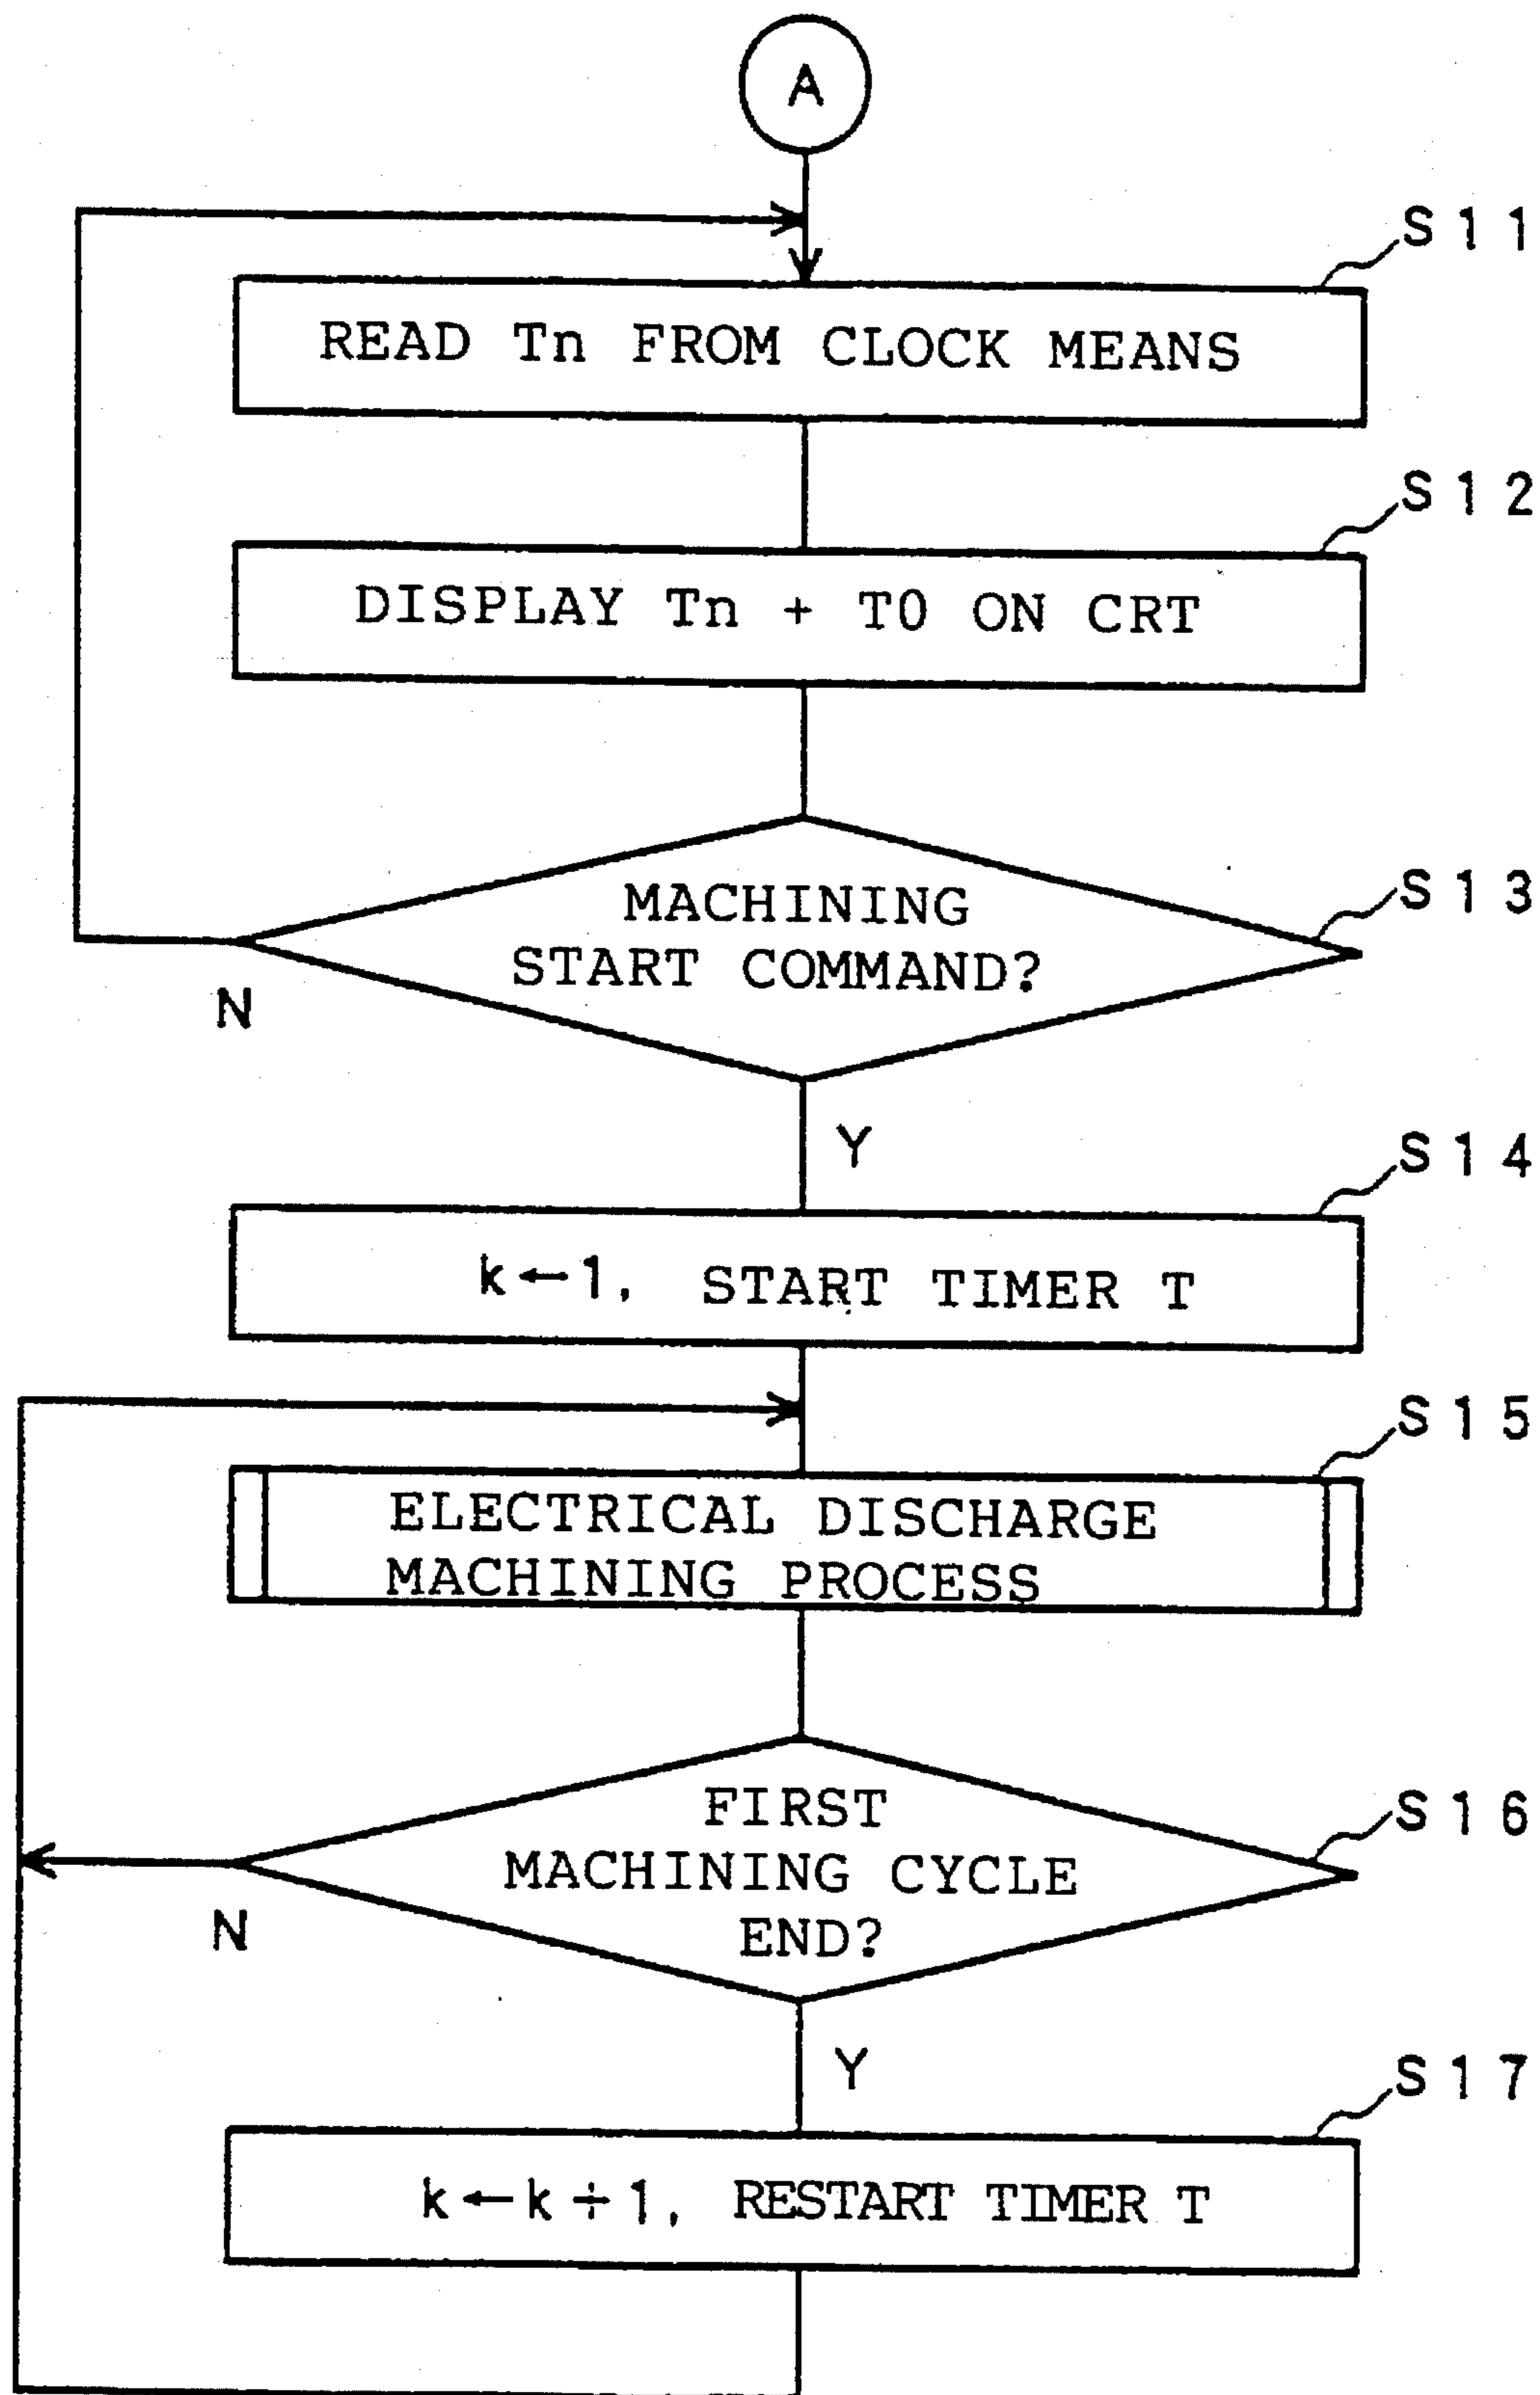 A
S11
READ Tn FROM CLOCK MEANS
S12
DISPLAY Tn + T0 ON CRT
S13
MACHINING
START COMMAND?
N
Y
S14
k←1, START TIMER T
S15
ELECTRICAL DISCHARGE
MACHINING PROCESS
S16
FIRST
MACHINING CYCLE
END?
N
Y
S17
k←k+1, RESTART TIMER T